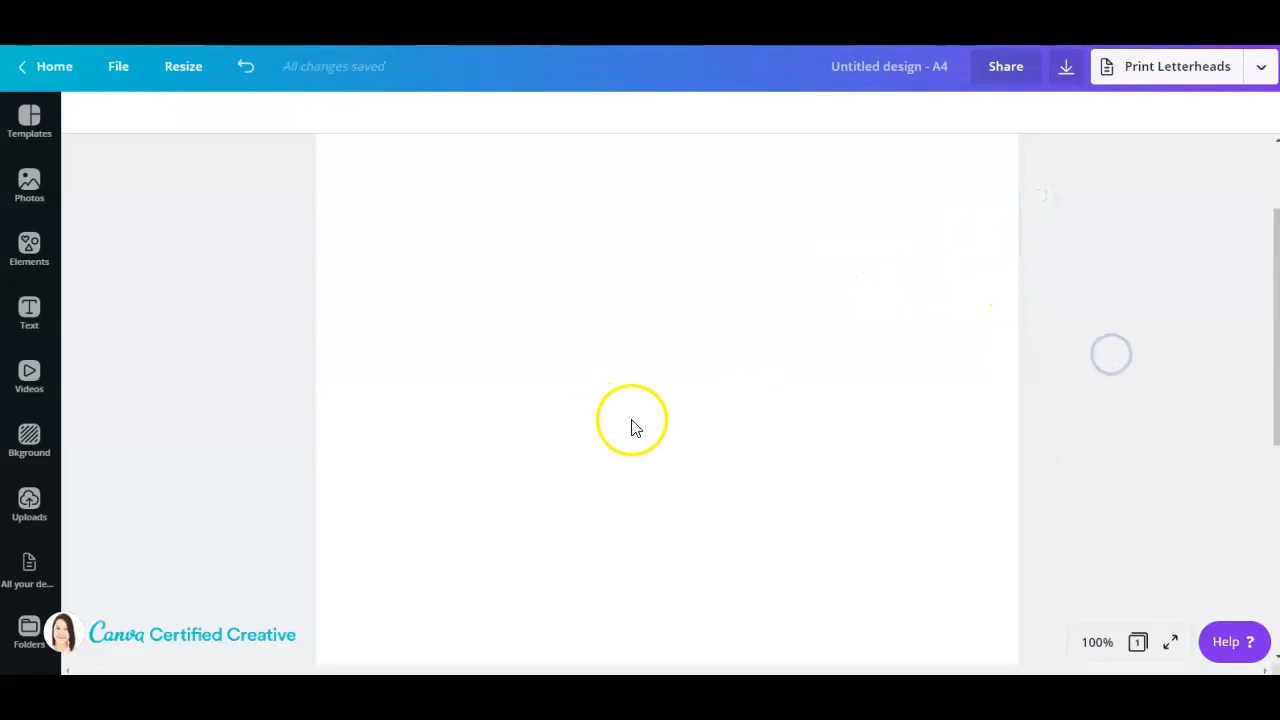 Home File Resize All changes saved Untitled design - A4 Share Print Letterheads
Templates
Photos
Elements
Text
Videos
Bkground
Uploads
All your de...
Folders
Canva Certified Creative
100% 1 Help ?